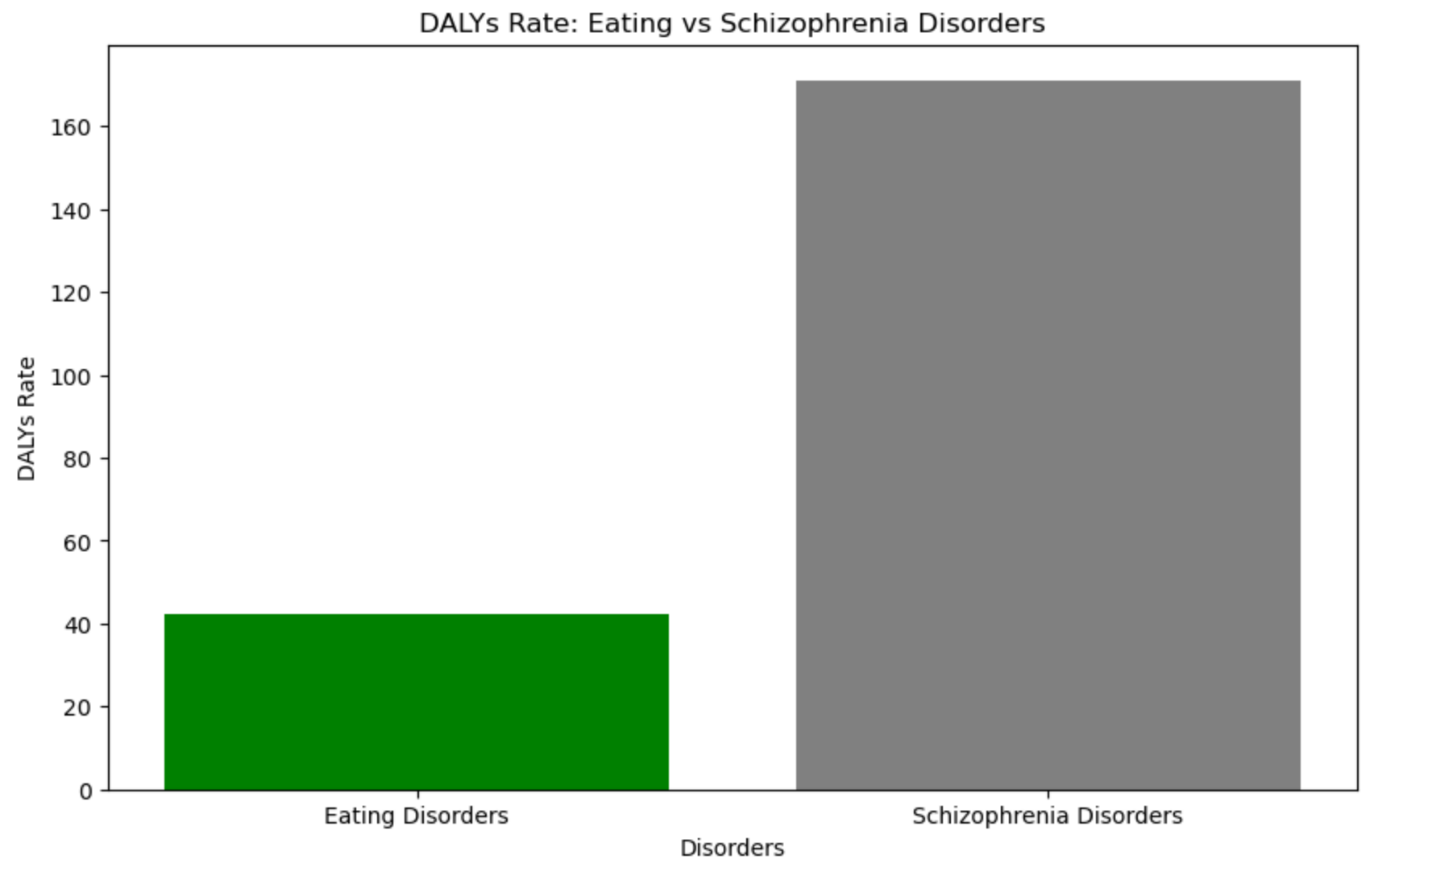 DALYs Rate: Eating vs Schizophrenia Disorders
DALYs Rate
160
140
120
100
80
60
40
20
0
Eating Disorders
Schizophrenia Disorders
Disorders